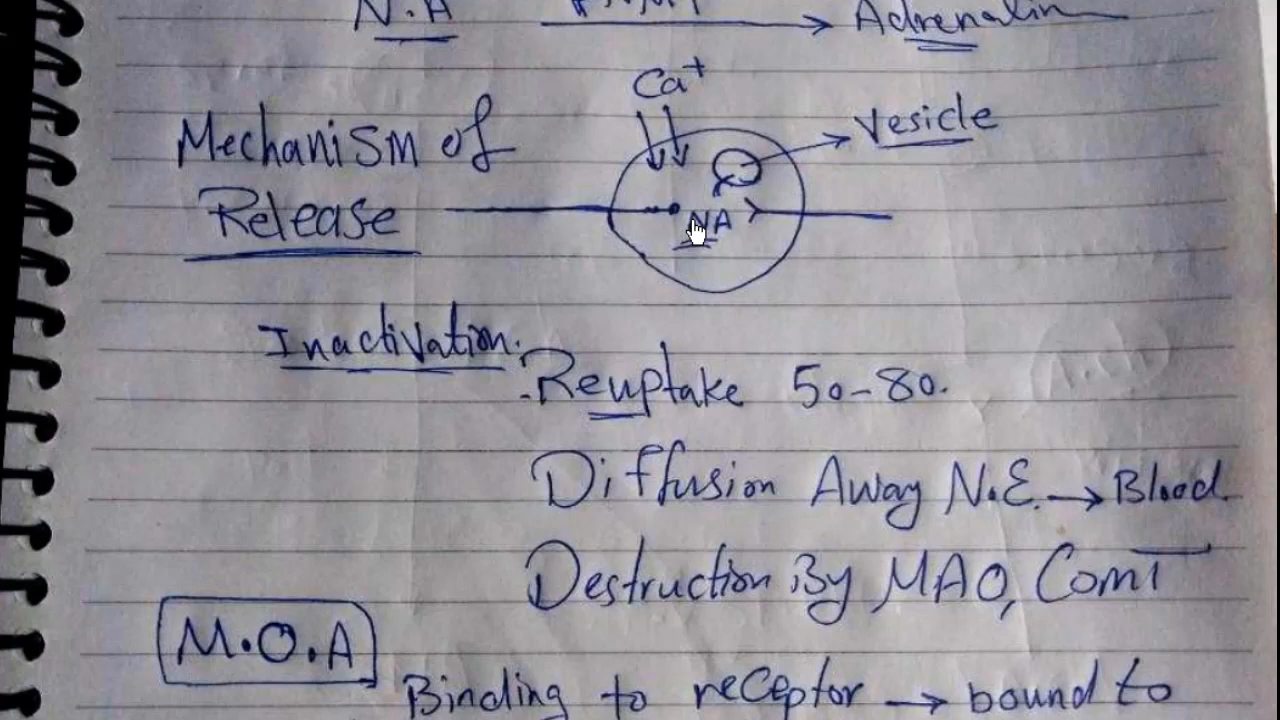 N.A → Adrenalin
Ca+
Mechanism of
Vesicle
Release
NA
Inactivation:
-Reuptake 50-80.
Diffusion Away N.E. → Blood
Destruction By MAO, ComT
M.O.A
Binding to receptor → bound to